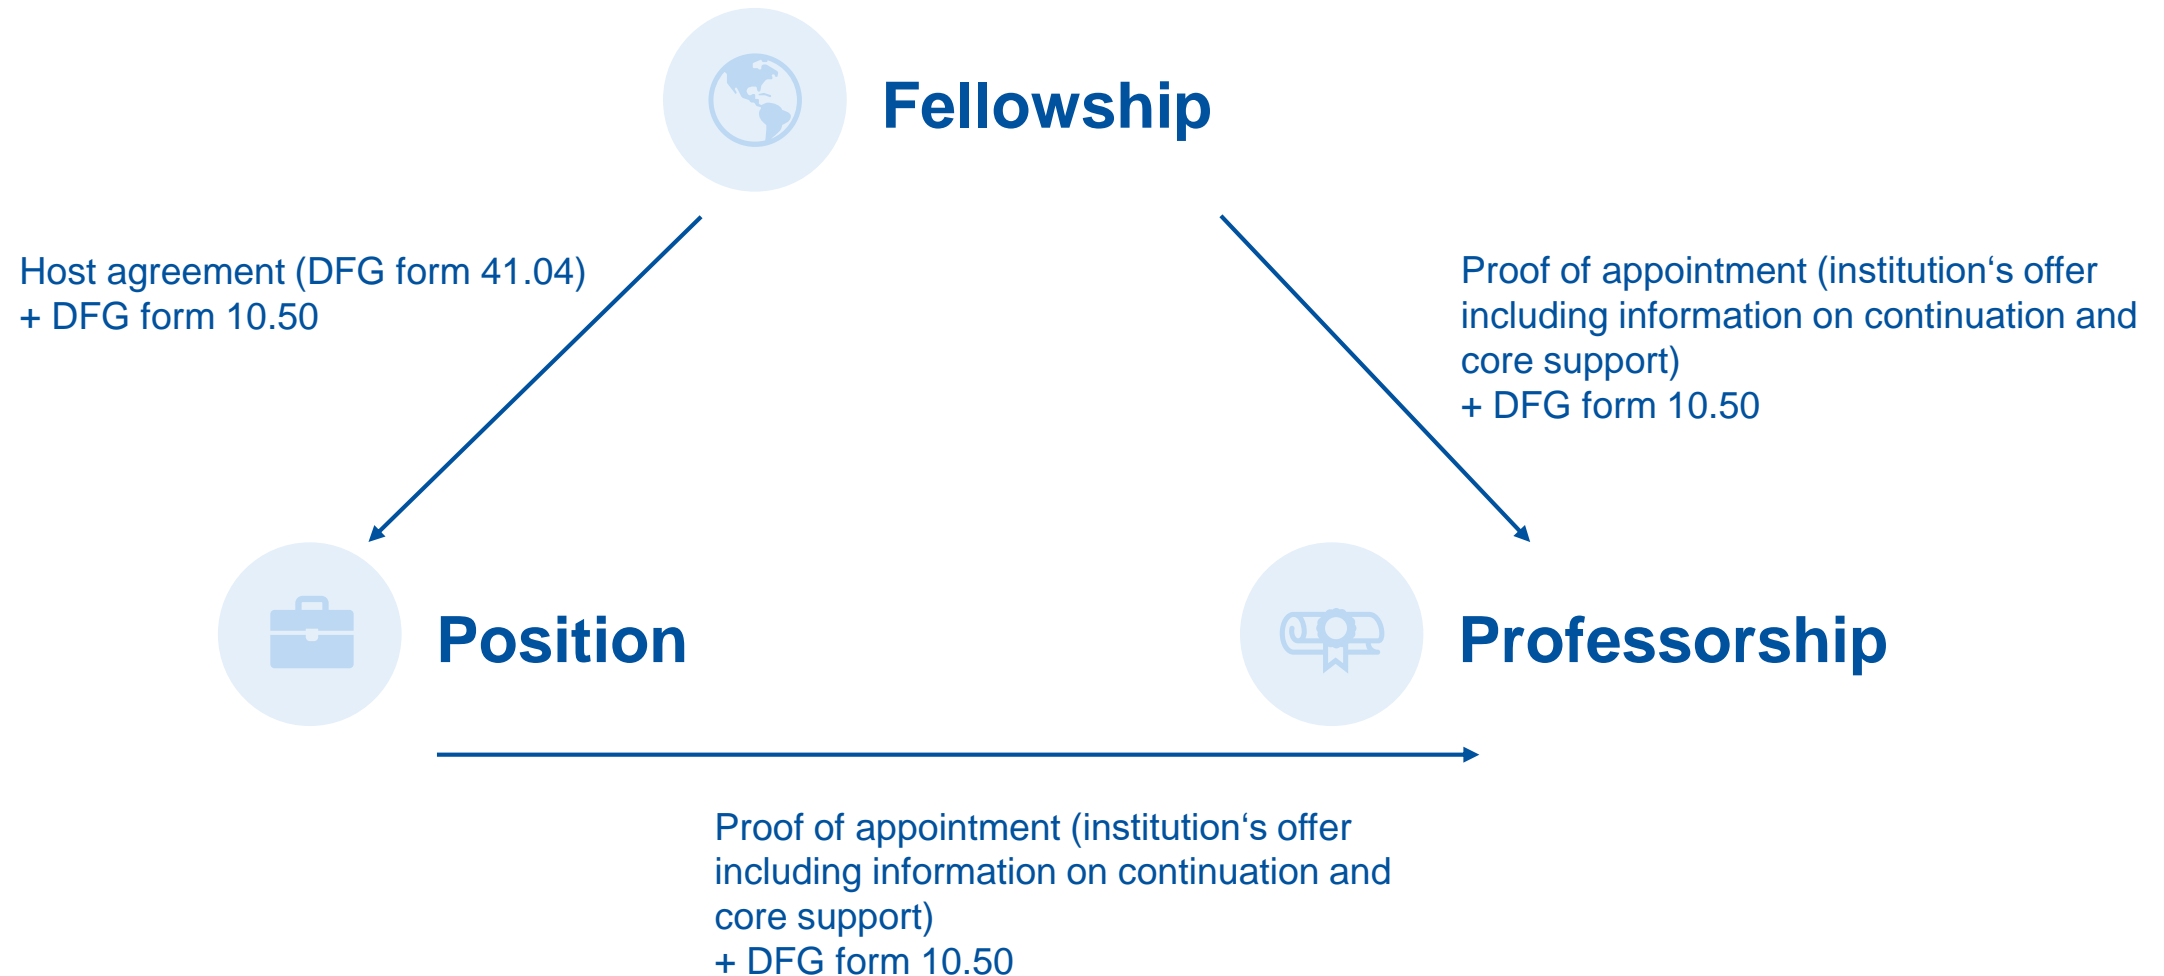 Fellowship
Host agreement (DFG form 41.04)
+ DFG form 10.50
Proof of appointment (institution‘s offer
including information on continuation and
core support)
+ DFG form 10.50
Position
Professorship
Proof of appointment (institution‘s offer
including information on continuation and
core support)
+ DFG form 10.50